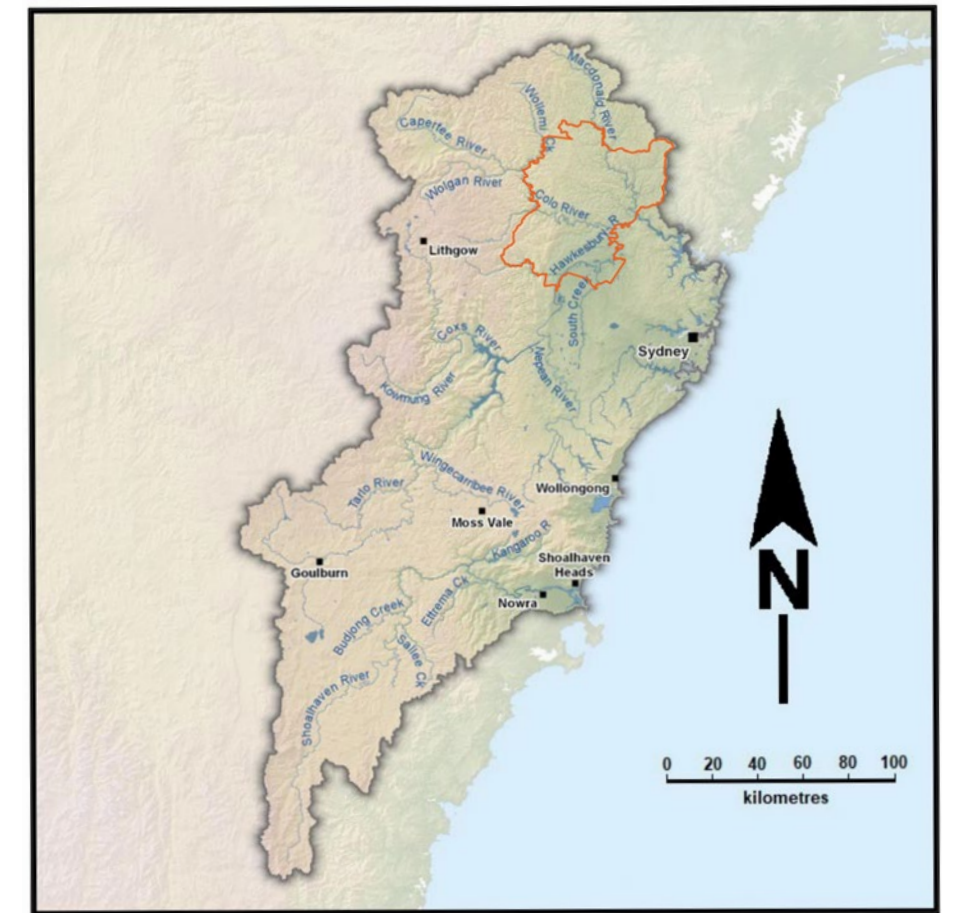 Macdonald River
Wollemi Ck
Capertee River
Wolgan River
Colo River
Hawkesbury R
Lithgow
South Creek
Coxs River
Sydney
Nepean River
Kowmung River
Wingecarribee River
Tarlo River
Wollongong
Moss Vale
Kangaroo R
Shoalhaven
Heads
Goulburn
Nowra
Ettrema Ck
Budjong Creek
Sallee Ck
Shoalhaven River
N
0 20 40 60 80 100
kilometres